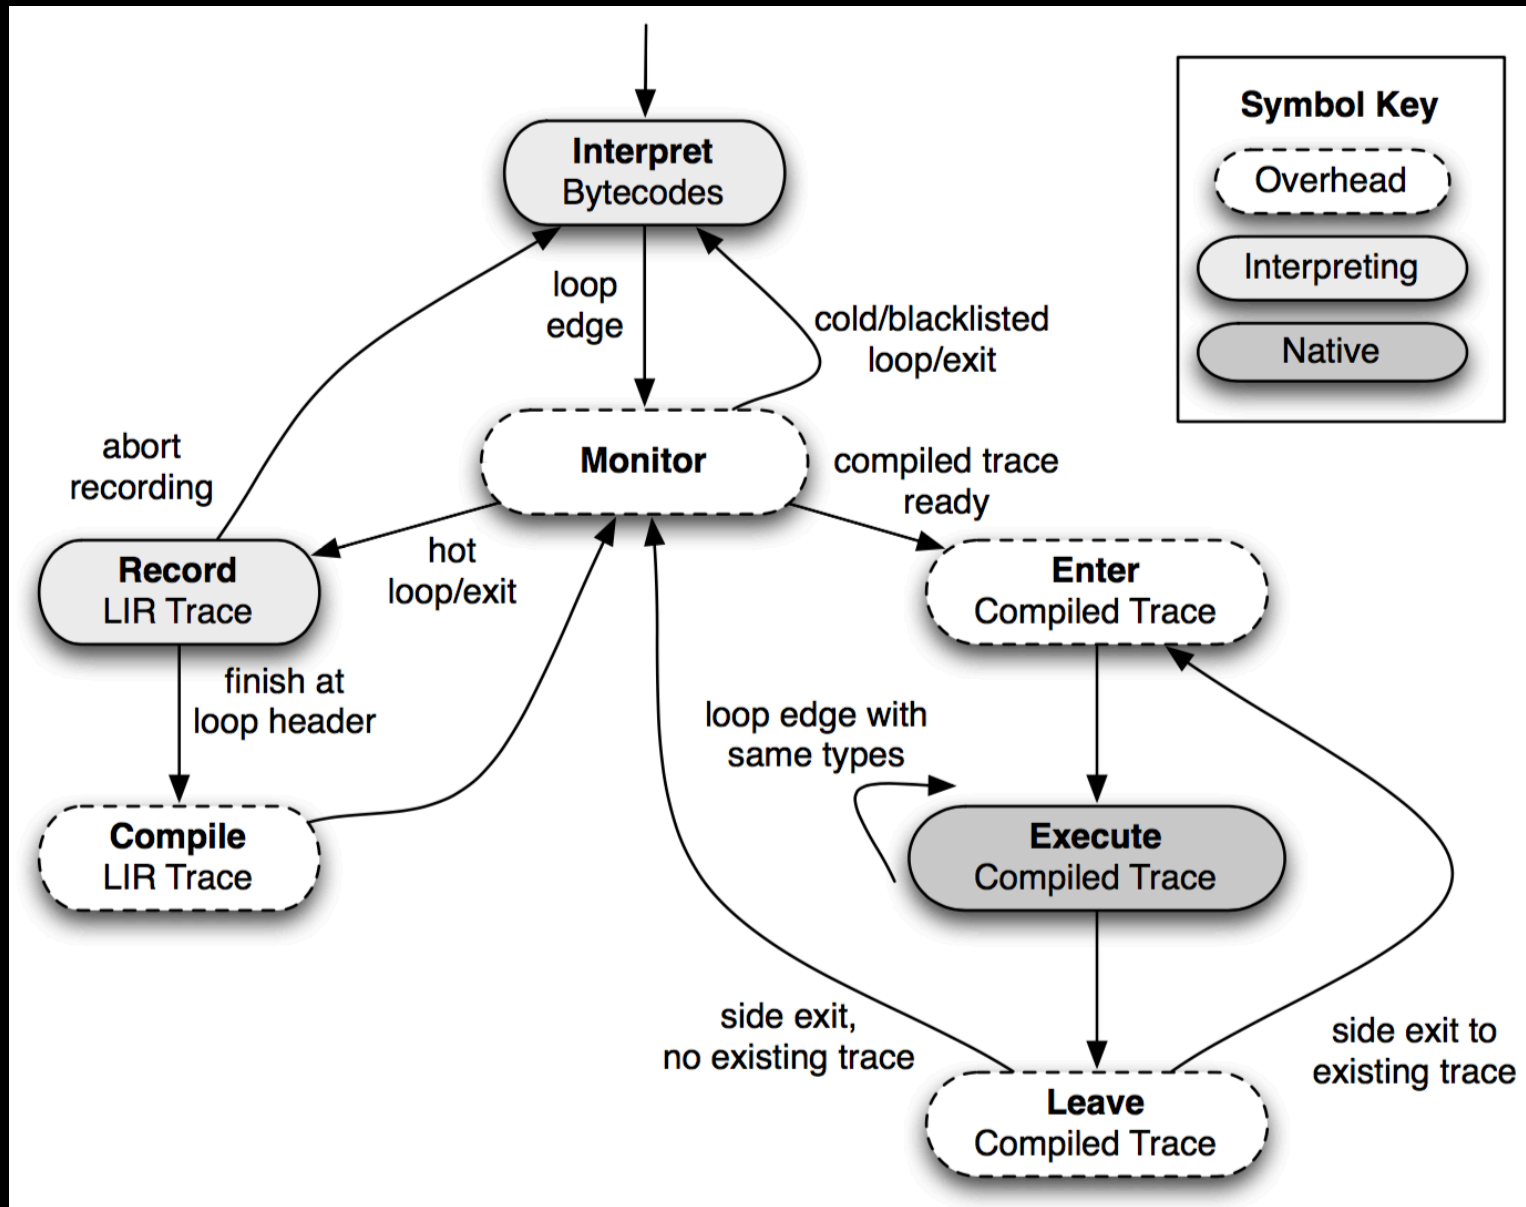 Symbol Key
Overhead
Interpreting
Native
Interpret
Bytecodes
loop
edge
cold/blacklisted
loop/exit
Monitor
abort
recording
hot
loop/exit
compiled trace
ready
Record
LIR Trace
Enter
Compiled Trace
finish at
loop header
loop edge with
same types
Compile
LIR Trace
Execute
Compiled Trace
side exit,
no existing trace
side exit to
existing trace
Leave
Compiled Trace